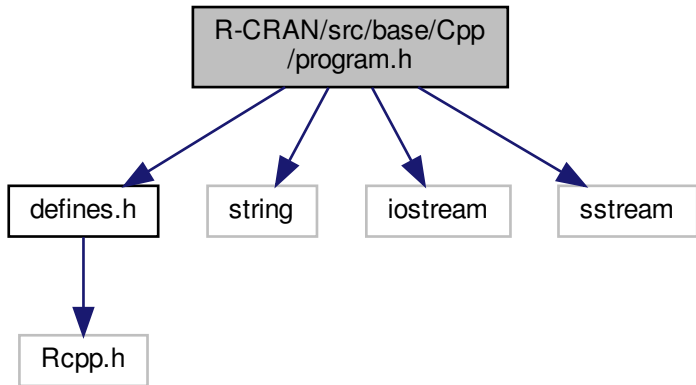 R-CRAN/src/base/Cpp
/program.h
defines.h
string
iostream
sstream
Rcpp.h